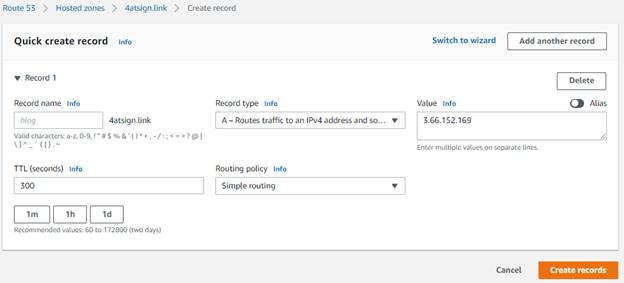 Route 53 > Hosted zones > 4atsign.link > Create record
Quick create record Info
Switch to wizard
Add another record
▼ Record 1
Delete
Record name Info
blog
4atsign.link
Valid characters: a-z, 0-9, ! " # $ % & ' ( ) * + , - / : ; < = > ? @ [
\ ] ^ _ ` { | } . ~
Record type Info
A – Routes traffic to an IPv4 address and so...
Value Info
Alias
3.66.152.169
Enter multiple values on separate lines.
TTL (seconds) Info
300
1m
1h
1d
Recommended values: 60 to 172800 (two days)
Routing policy Info
Simple routing
Cancel
Create records